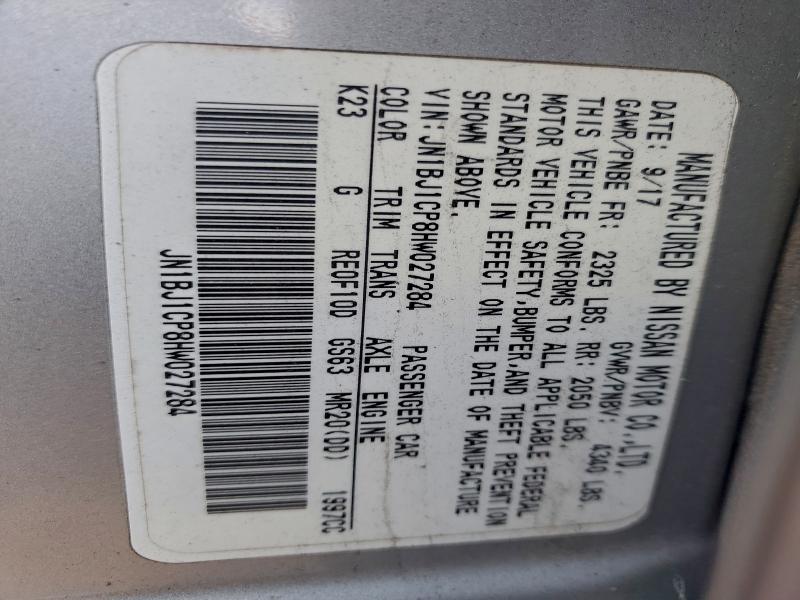 MANUFACTURED BY NISSAN MOTOR CO.,LTD.
DATE: 9/17 GVWR/PNBV: 4340 LBS,
GAWR/PNBE FR: 2325 LBS, RR: 2050 LBS,
THIS VEHICLE CONFORMS TO ALL APPLICABLE FEDERAL
MOTOR VEHICLE SAFETY,BUMPER,AND THEFT PREVENTION
STANDARDS IN EFFECT ON THE DATE OF MANUFACTURE
SHOWN ABOVE.
VIN: JN1BJ1CP8HW027284 PASSENGER CAR
COLOR TRIM TRANS AXLE ENGINE
K23 G RE0F10D GS63 MR20(DD) 1997CC
JN1BJ1CP8HW027284